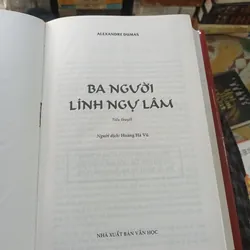 ALEXANDRE DUMAS
BA NGƯỜI
LÍNH NGỰ LÂM
Tiểu thuyết
Người dịch: Hoàng Hà Vũ
NHÀ XUẤT BẢN VĂN HỌC